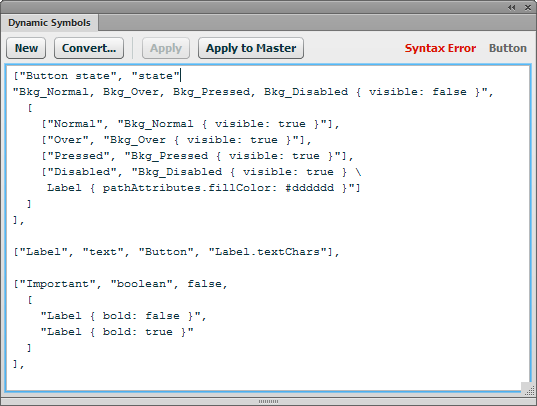 Dynamic Symbols
New Convert... Apply Apply to Master Syntax Error Button
["Button state", "state"
"Bkg_Normal, Bkg_Over, Bkg_Pressed, Bkg_Disabled { visible: false }",
[
["Normal", "Bkg_Normal { visible: true }"],
["Over", "Bkg_Over { visible: true }"],
["Pressed", "Bkg_Pressed { visible: true }"],
["Disabled", "Bkg_Disabled { visible: true } \
Label { pathAttributes.fillColor: #dddddd }"]
]
],
["Label", "text", "Button", "Label.textChars"],
["Important", "boolean", false,
[
"Label { bold: false }",
"Label { bold: true }"
]
],